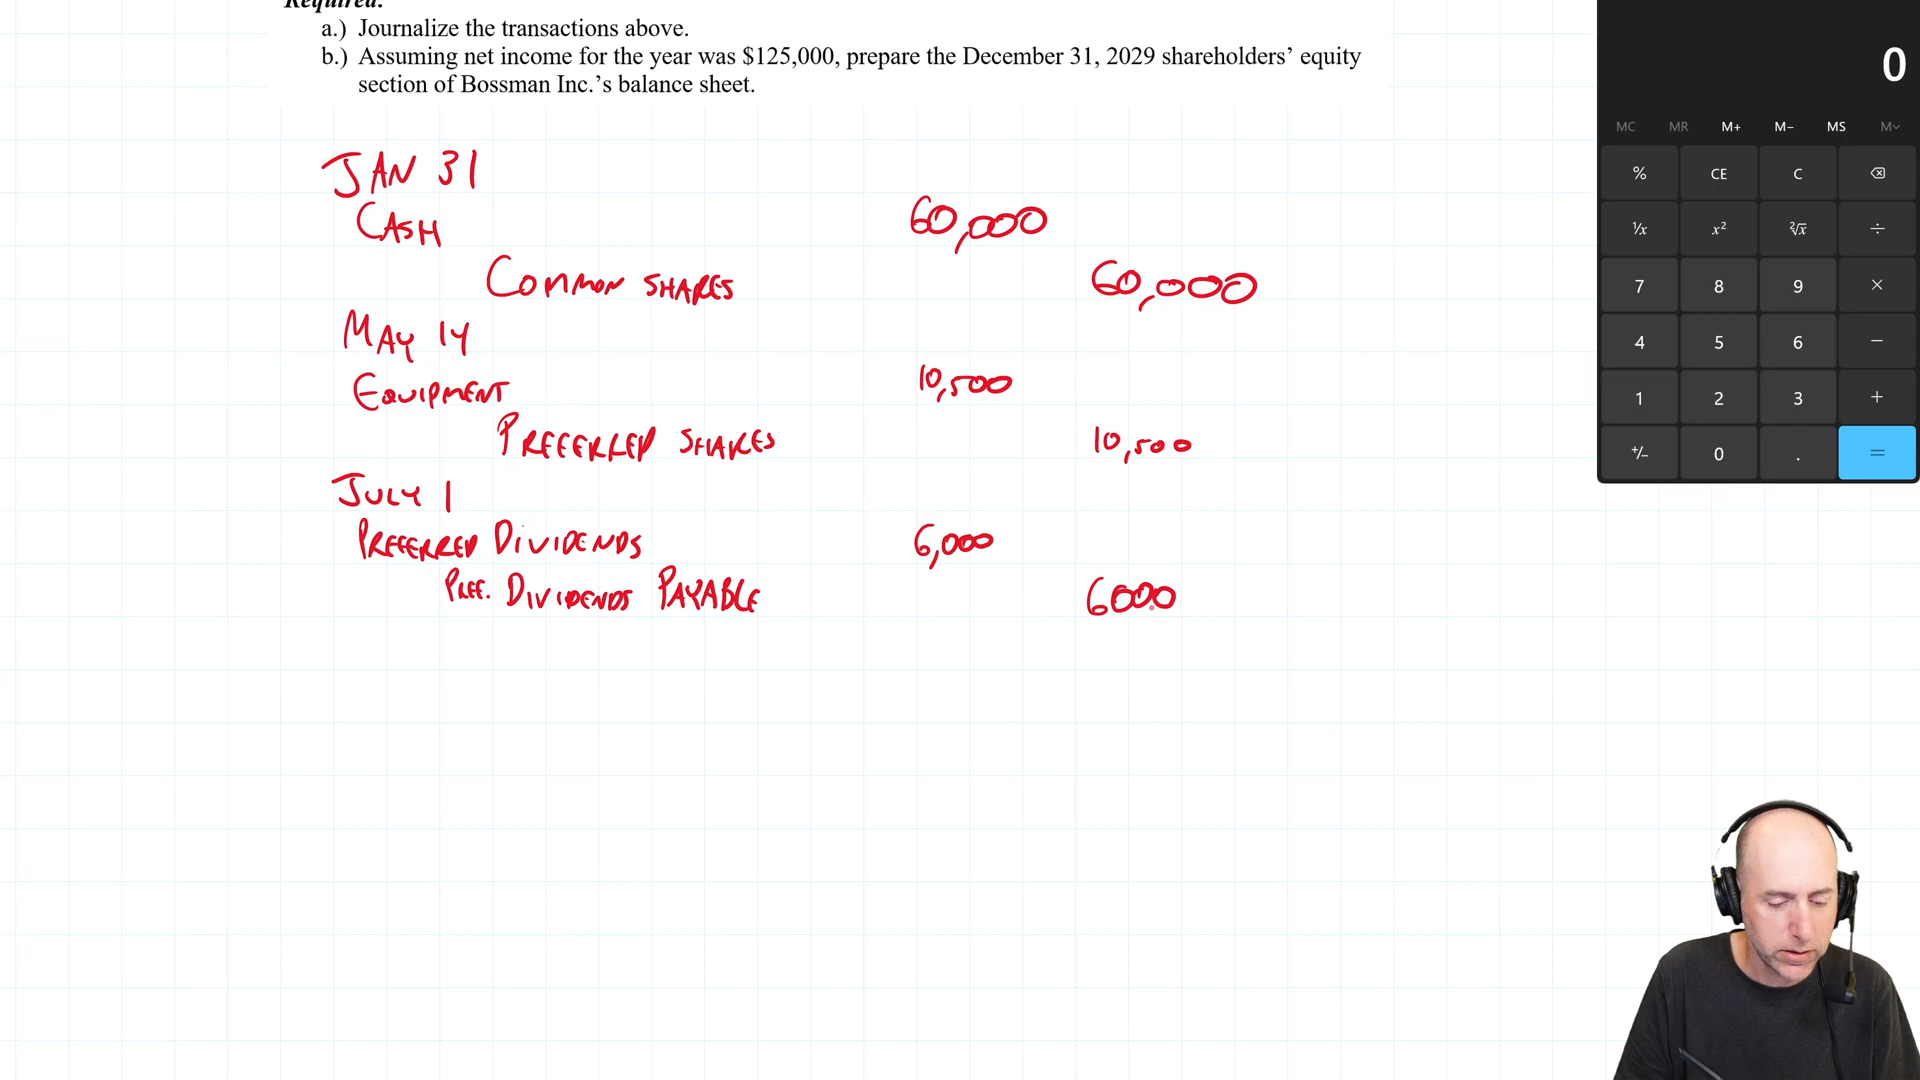 Required:
a.) Journalize the transactions above.
b.) Assuming net income for the year was $125,000, prepare the December 31, 2029 shareholders’ equity
section of Bossman Inc.’s balance sheet.
JAN 31
CASH 60,000
COMMON SHARES 60,000
MAY 14
EQUIPMENT 10,500
PREFERRED SHARES 10,500
JULY 1
PREFERRED DIVIDENDS 6,000
PREF. DIVIDENDS PAYABLE 6000
0
MC MR M+ M− MS M˅
% CE C
¹/x x² ²√x ÷
7 8 9 ×
4 5 6 −
1 2 3 +
+/− 0 . =